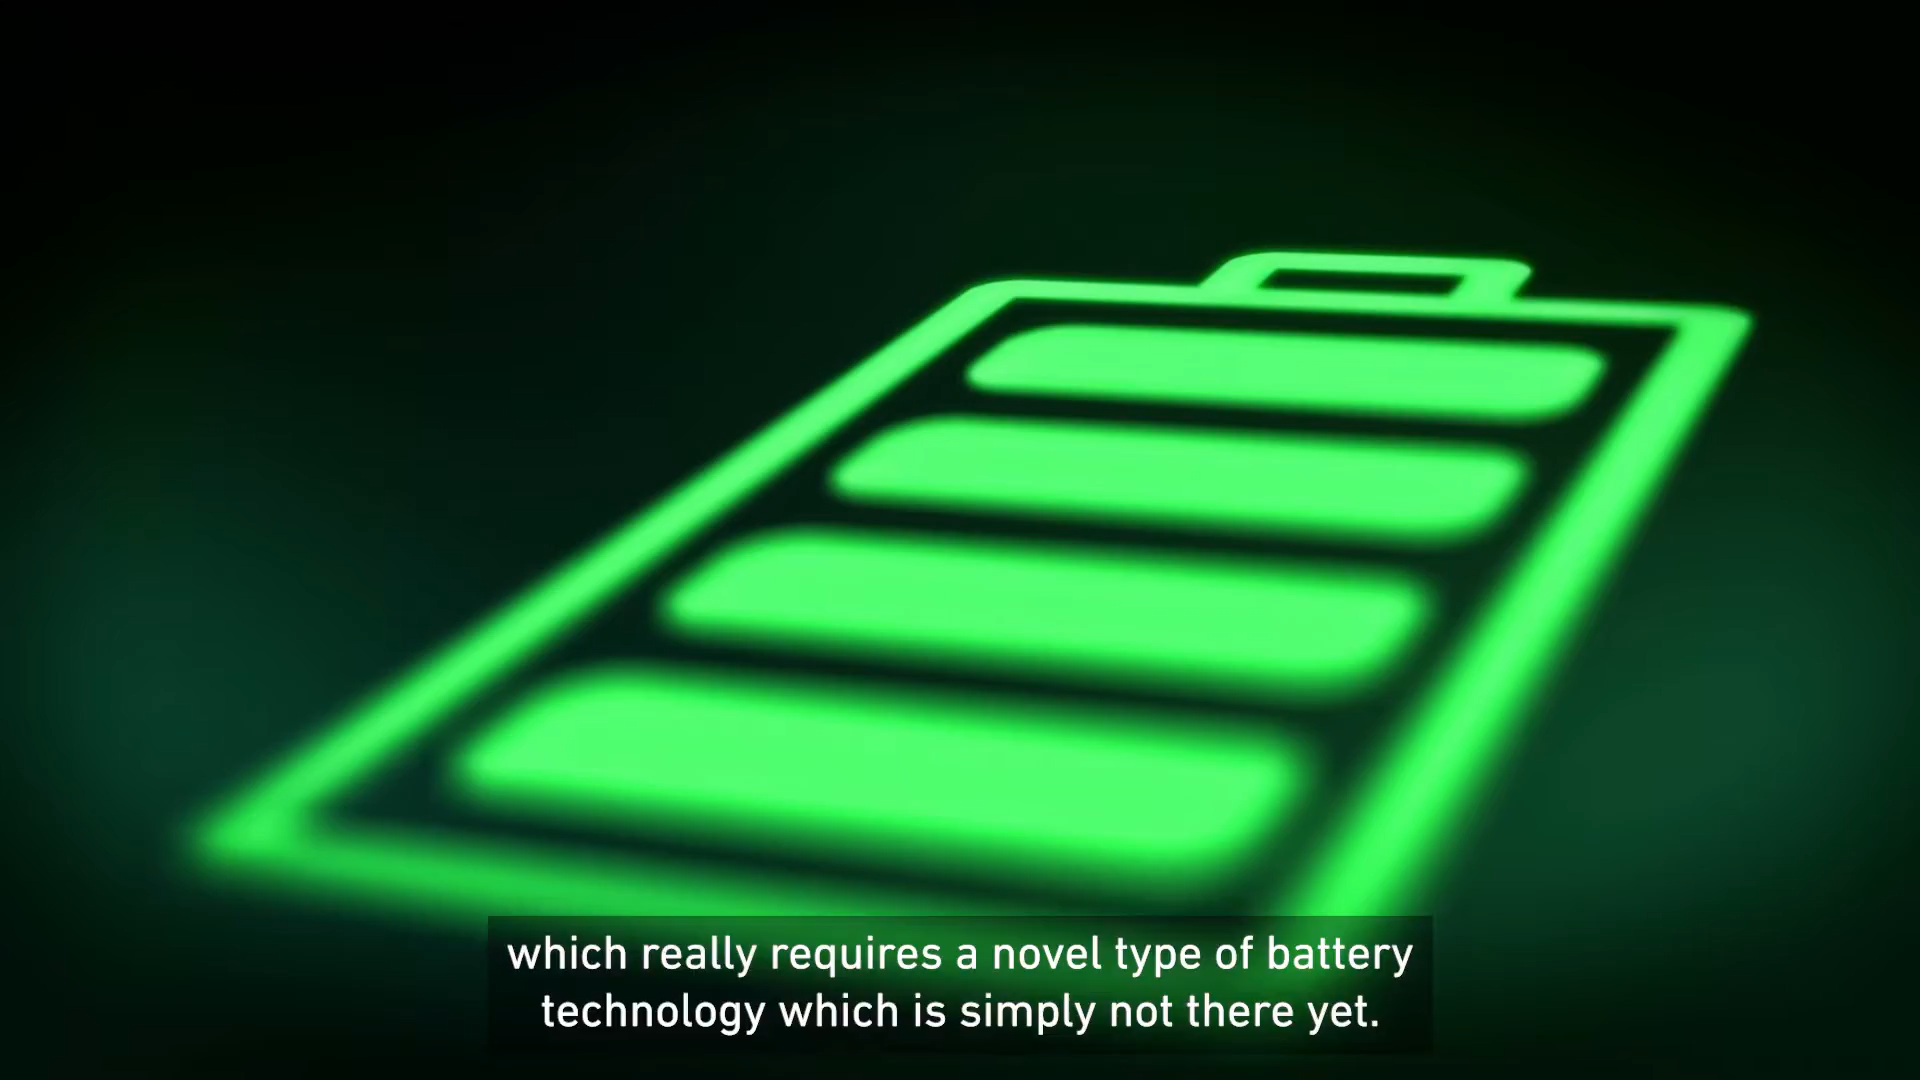 which really requires a novel type of battery
technology which is simply not there yet.